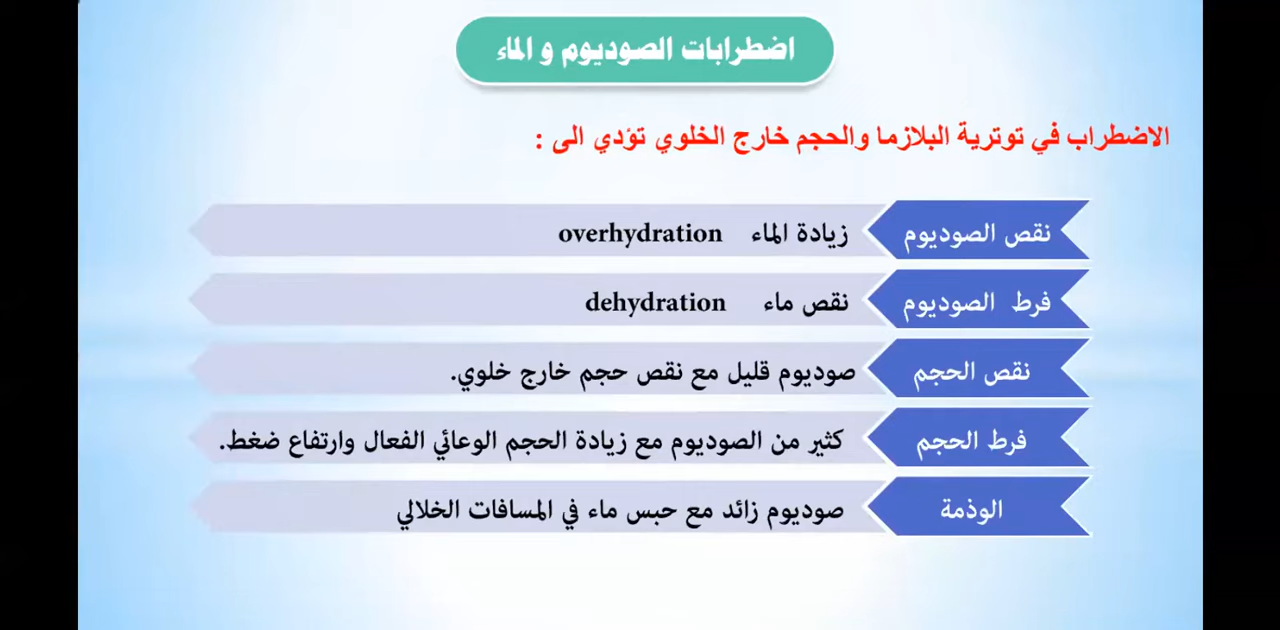 اضطرابات الصوديوم و الماء
الاضطراب في توترية البلازما والحجم خارج الخلوي تؤدي الى :
نقص الصوديوم زيادة الماء overhydration
فرط الصوديوم نقص ماء dehydration
نقص الحجم صوديوم قليل مع نقص حجم خارج خلوي.
فرط الحجم كثير من الصوديوم مع زيادة الحجم الوعائي الفعال وارتفاع ضغط.
الوذمة صوديوم زائد مع حبس ماء في المسافات الخلالي